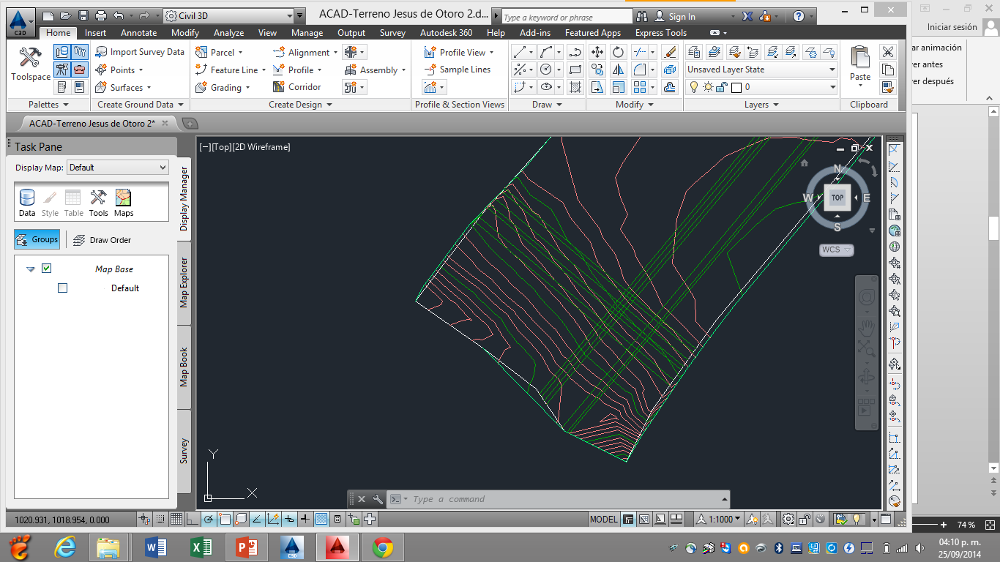 Civil 3D
ACAD-Terreno Jesus de Otoro 2.d...
Type a keyword or phrase
Sign In
C3D
Home Insert Annotate Modify Analyze View Manage Output Survey Autodesk 360 Help Add-ins Featured Apps Express Tools
Iniciar sesión
ar animación
er antes
er después
Toolspace
Import Survey Data
Points
Surfaces
Parcel
Feature Line
Grading
Alignment
Profile
Corridor
Assembly
Profile View
Sample Lines
Unsaved Layer State
0
Paste
Palettes
Create Ground Data
Create Design
Profile & Section Views
Draw
Modify
Layers
Clipboard
ACAD-Terreno Jesus de Otoro 2*
Task Pane
Display Map: Default
Data Style Table Tools Maps
Groups Draw Order
Map Base
Default
Display Manager
Map Explorer
Map Book
Survey
[−][Top][2D Wireframe]
N
W TOP E
S
WCS
Y
X
Type a command
1020.931, 1018.954, 0.000
MODEL
1:1000
74 %
C3D
04:10 p. m.
25/09/2014